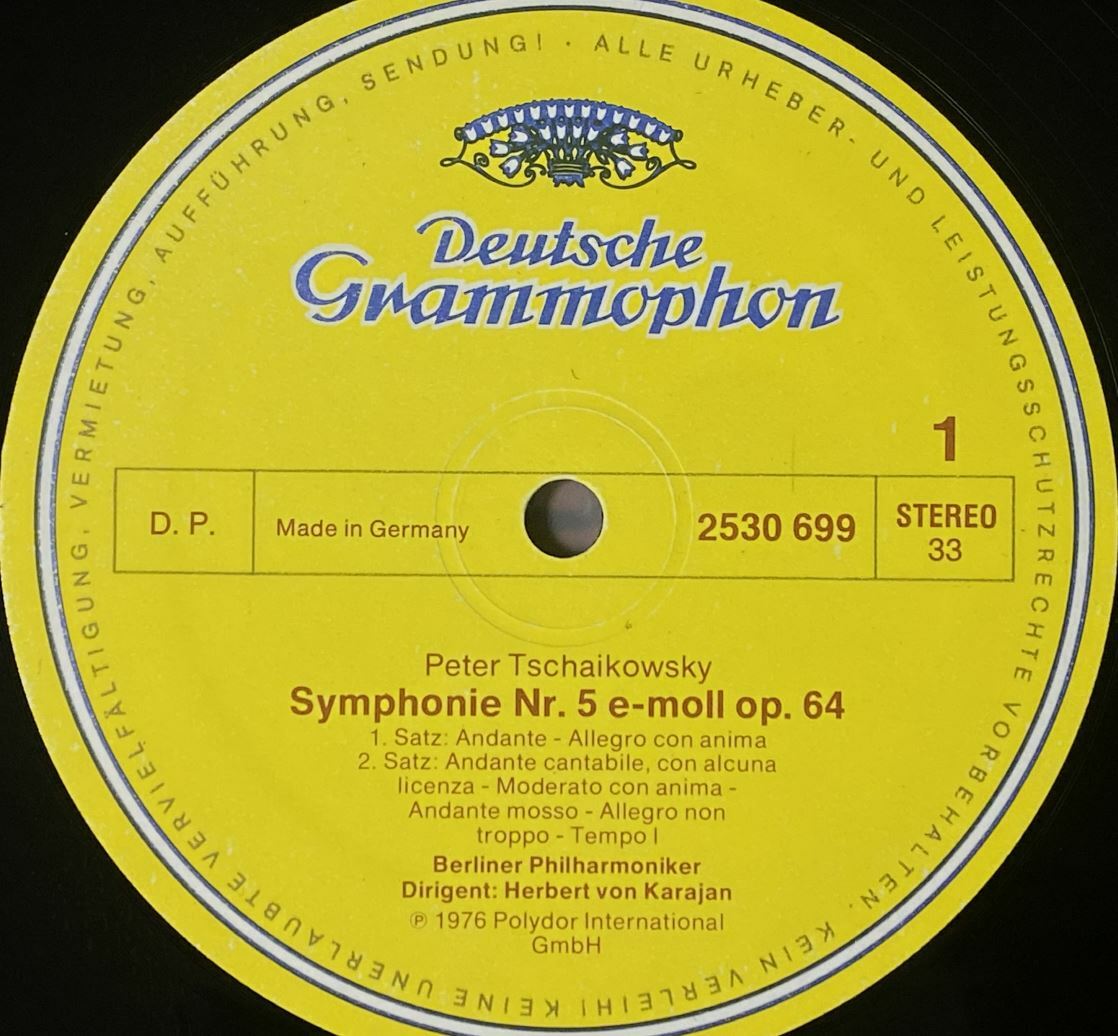 ALLE URHEBER- UND LEISTUNGSSCHUTZRECHTE VORBEHALTEN. KEIN VERLEIH! KEINE UNERLAUBTE VERVIELFÄLTIGUNG, VERMIETUNG, AUFFÜHRUNG, SENDUNG! ·
Deutsche
Grammophon
1
D. P.
Made in Germany
2530 699
STEREO
33
Peter Tschaikowsky
Symphonie Nr. 5 e-moll op. 64
1. Satz: Andante - Allegro con anima
2. Satz: Andante cantabile, con alcuna
licenza - Moderato con anima -
Andante mosso - Allegro non
troppo - Tempo I
Berliner Philharmoniker
Dirigent: Herbert von Karajan
℗ 1976 Polydor International
GmbH